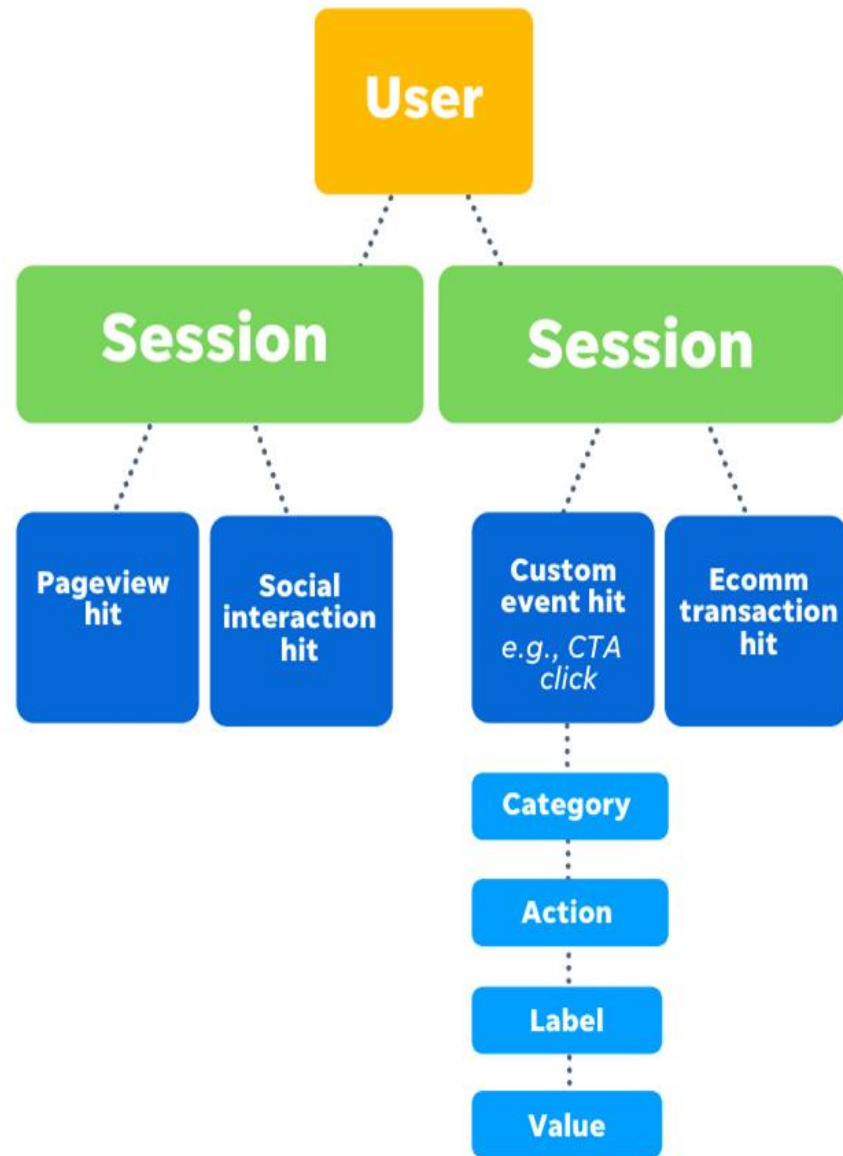 User
Session
Session
Pageview
hit
Social
interaction
hit
Custom
event hit
e.g., CTA
click
Ecomm
transaction
hit
Category
Action
Label
Value